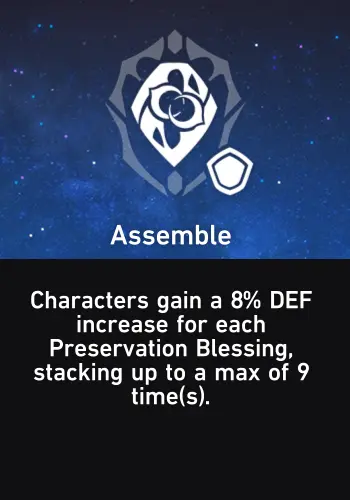 Assemble
Characters gain a 8% DEF
increase for each
Preservation Blessing,
stacking up to a max of 9
time(s).